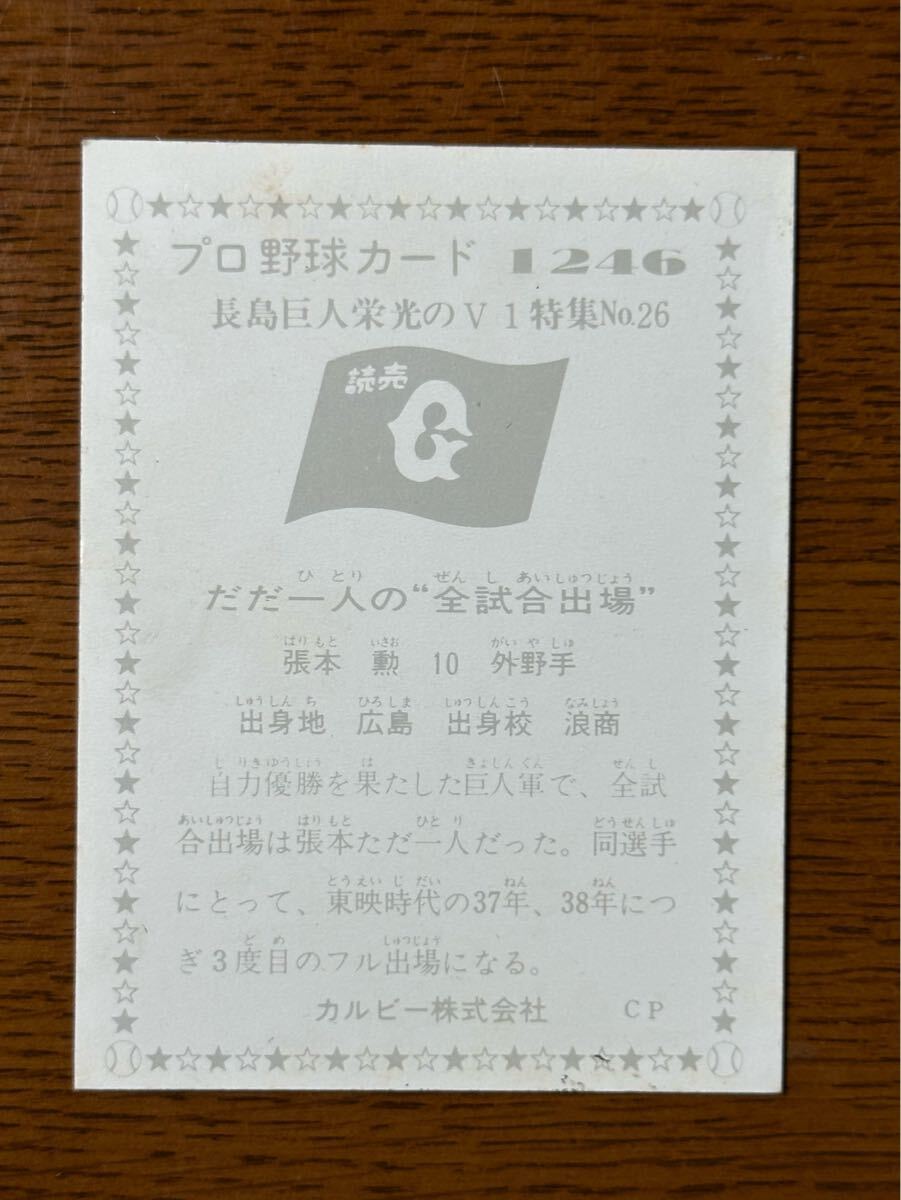 プロ野球カード 1246
長島巨人栄光のV1特集No.26
読売
G
だだ一人の“全試合出場”
張本 勲 10 外野手
出身地 広島 出身校 浪商
自力優勝を果たした巨人軍で、全試
合出場は張本ただ一人だった。同選手
にとって、東映時代の37年、38年につ
ぎ3度目のフル出場になる。
カルビー株式会社 CP